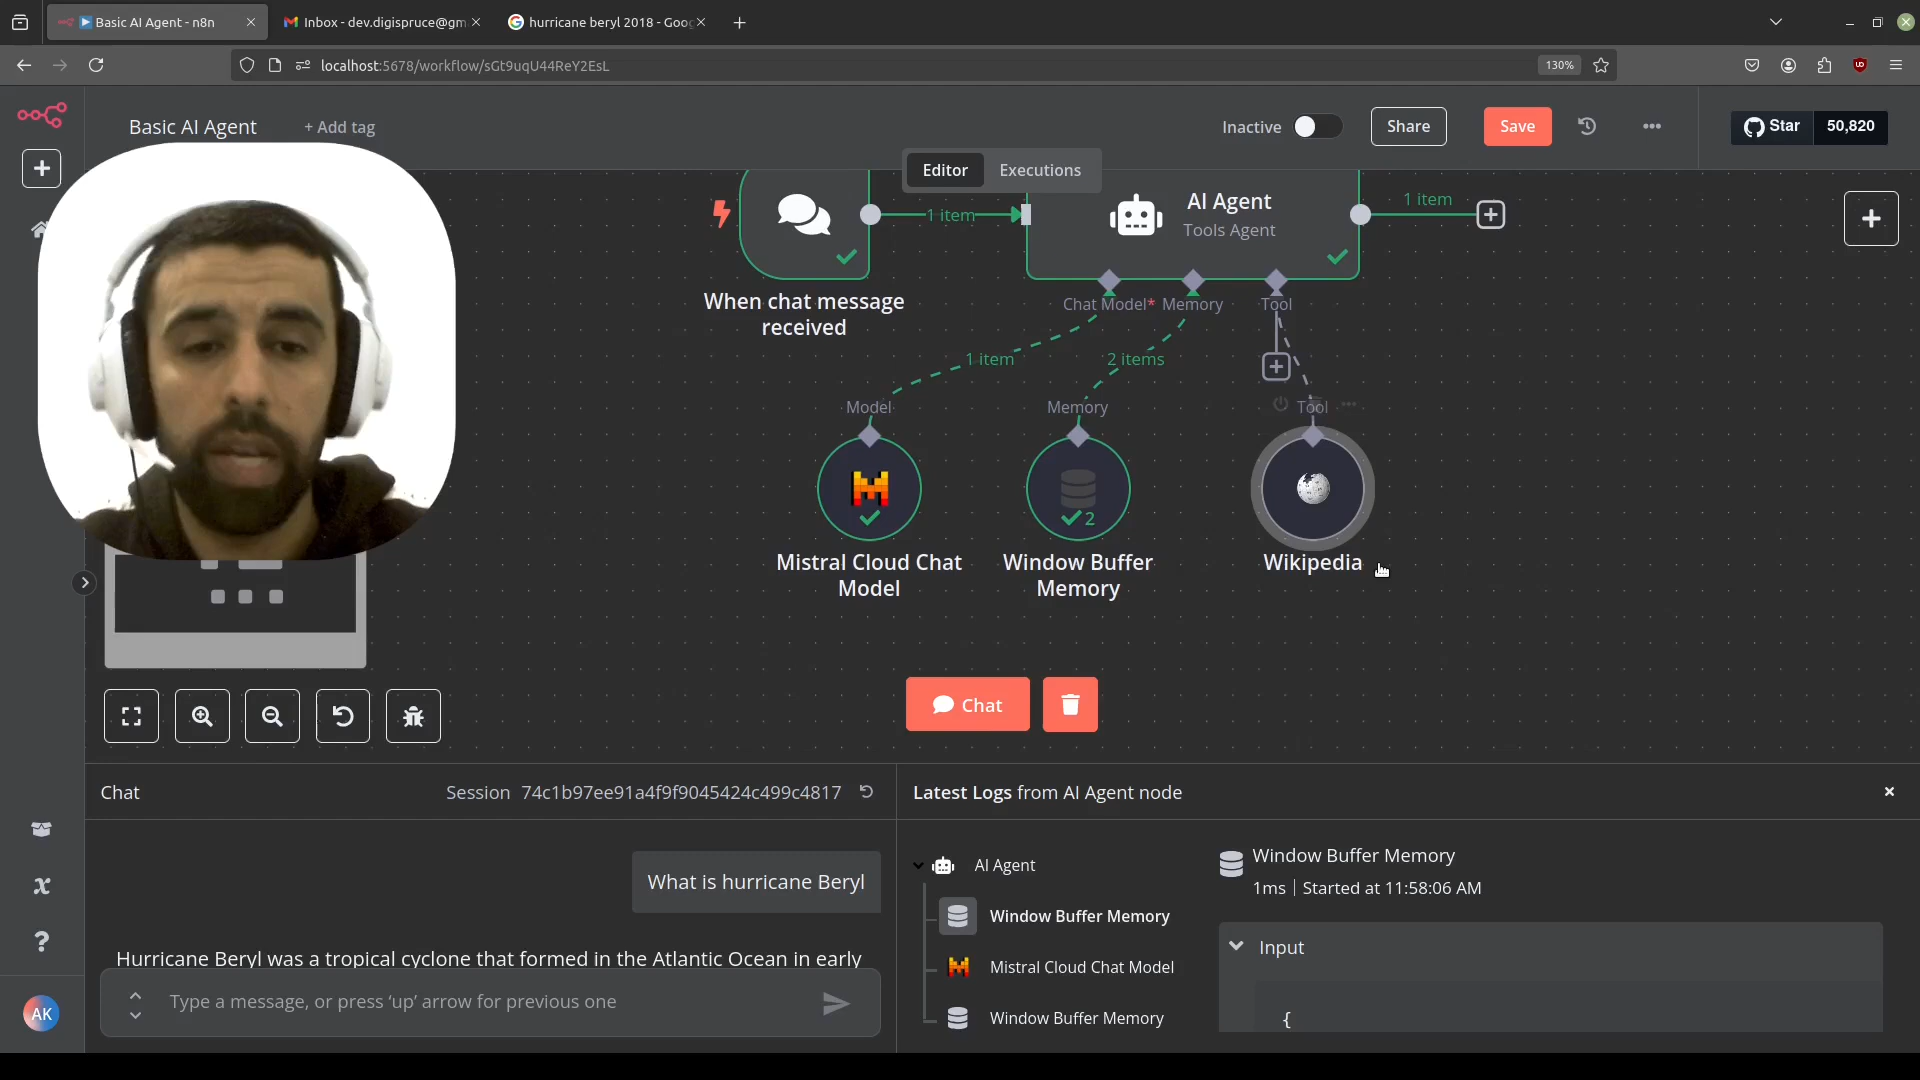 Basic AI Agent - n8n
Inbox - dev.digispruce@gm
hurricane beryl 2018 - Goo
localhost:5678/workflow/sGt9uqU44ReY2EsL
130%
Basic AI Agent
+ Add tag
Inactive
Share
Save
Star
50,820
Editor
Executions
1 item
AI Agent
Tools Agent
1 item
When chat message
received
Chat Model*
Memory
Tool
1 item
2 items
Model
Memory
Tool
2
Mistral Cloud Chat
Model
Window Buffer
Memory
Wikipedia
Chat
Chat
Session 74c1b97ee91a4f9f9045424c499c4817
Latest Logs from AI Agent node
What is hurricane Beryl
Hurricane Beryl was a tropical cyclone that formed in the Atlantic Ocean in early
Type a message, or press ‘up’ arrow for previous one
AI Agent
Window Buffer Memory
Mistral Cloud Chat Model
Window Buffer Memory
Window Buffer Memory
1ms | Started at 11:58:06 AM
Input
{
AK